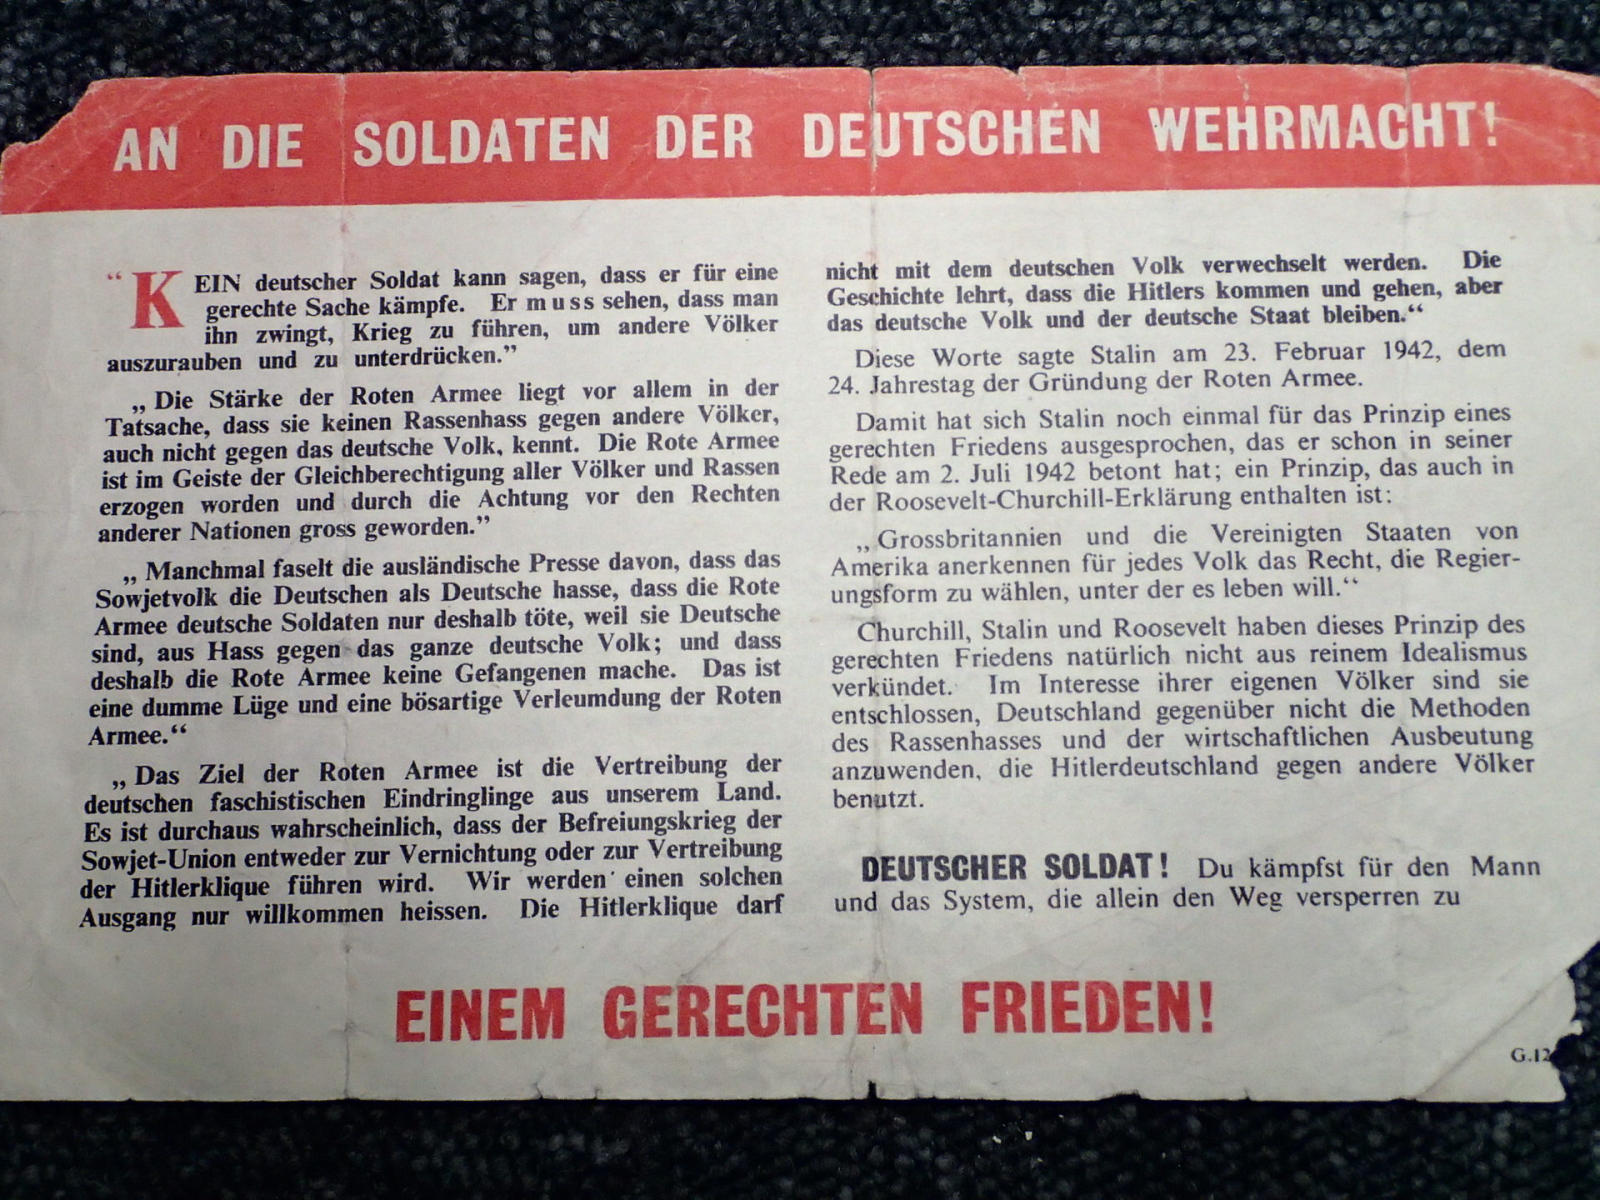 AN DIE SOLDATEN DER DEUTSCHEN WEHRMACHT!
“KEIN deutscher Soldat kann sagen, dass er für eine
gerechte Sache kämpfe. Er muss sehen, dass man
ihn zwingt, Krieg zu führen, um andere Völker
auszurauben und zu unterdrücken.”
„Die Stärke der Roten Armee liegt vor allem in der
Tatsache, dass sie keinen Rassenhass gegen andere Völker,
auch nicht gegen das deutsche Volk, kennt. Die Rote Armee
ist im Geiste der Gleichberechtigung aller Völker und Rassen
erzogen worden und durch die Achtung vor den Rechten
anderer Nationen gross geworden.”
„Manchmal faselt die ausländische Presse davon, dass das
Sowjetvolk die Deutschen als Deutsche hasse, dass die Rote
Armee deutsche Soldaten nur deshalb töte, weil sie Deutsche
sind, aus Hass gegen das ganze deutsche Volk; und dass
deshalb die Rote Armee keine Gefangenen mache. Das ist
eine dumme Lüge und eine bösartige Verleumdung der Roten
Armee.“
„Das Ziel der Roten Armee ist die Vertreibung der
deutschen faschistischen Eindringlinge aus unserem Land.
Es ist durchaus wahrscheinlich, dass der Befreiungskrieg der
Sowjet-Union entweder zur Vernichtung oder zur Vertreibung
der Hitlerklique führen wird. Wir werden einen solchen
Ausgang nur willkommen heissen. Die Hitlerklique darf
nicht mit dem deutschen Volk verwechselt werden. Die
Geschichte lehrt, dass die Hitlers kommen und gehen, aber
das deutsche Volk und der deutsche Staat bleiben.“
Diese Worte sagte Stalin am 23. Februar 1942, dem
24. Jahrestag der Gründung der Roten Armee.
Damit hat sich Stalin noch einmal für das Prinzip eines
gerechten Friedens ausgesprochen, das er schon in seiner
Rede am 2. Juli 1942 betont hat; ein Prinzip, das auch in
der Roosevelt-Churchill-Erklärung enthalten ist:
„Grossbritannien und die Vereinigten Staaten von
Amerika anerkennen für jedes Volk das Recht, die Regier-
ungsform zu wählen, unter der es leben will.“
Churchill, Stalin und Roosevelt haben dieses Prinzip des
gerechten Friedens natürlich nicht aus reinem Idealismus
verkündet. Im Interesse ihrer eigenen Völker sind sie
entschlossen, Deutschland gegenüber nicht die Methoden
des Rassenhasses und der wirtschaftlichen Ausbeutung
anzuwenden, die Hitlerdeutschland gegen andere Völker
benutzt.
DEUTSCHER SOLDAT! Du kämpfst für den Mann
und das System, die allein den Weg versperren zu
EINEM GERECHTEN FRIEDEN!
G.12